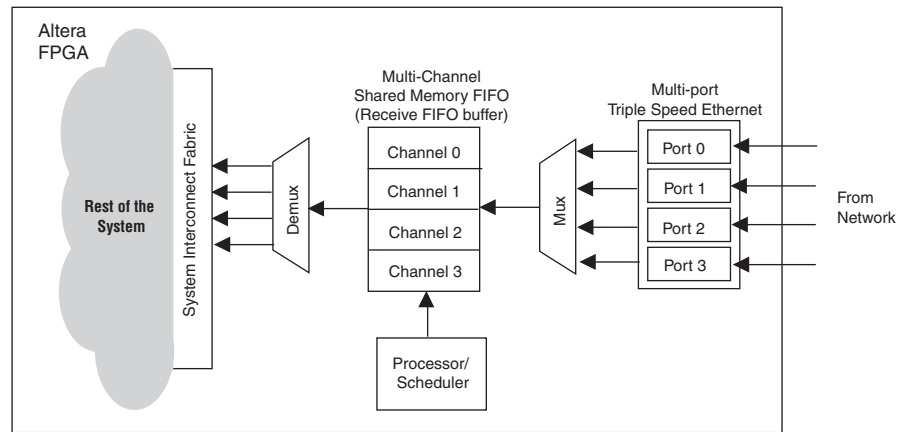 Altera
FPGA
Multi-Channel
Shared Memory FIFO
(Receive FIFO buffer)
Multi-port
Triple Speed Ethernet
Rest of the
System
System Interconnect Fabric
Demux
Channel 0
Channel 1
Channel 2
Channel 3
Mux
Port 0
Port 1
Port 2
Port 3
From
Network
Processor/
Scheduler